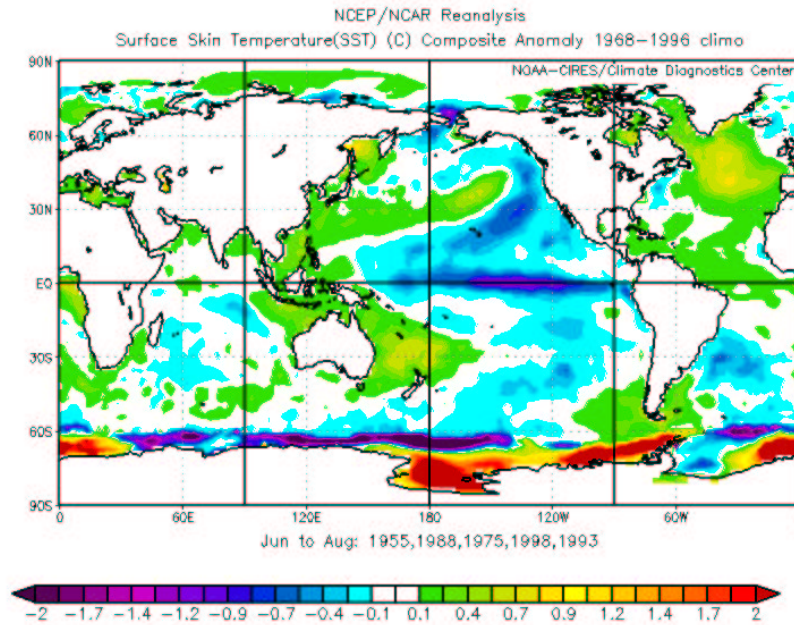 NCEP/NCAR Reanalysis
Surface Skin Temperature(SST) (C) Composite Anomaly 1968-1996 climo
NOAA-CIRES/Climate Diagnostics Center
90N
60N
30N
EQ
30S
60S
90S
0 60E 120E 180 120W 60W
Jun to Aug: 1955,1988,1975,1998,1993
-2 -1.7 -1.4 -1.2 -0.9 -0.7 -0.4 -0.1 0.1 0.4 0.7 0.9 1.2 1.4 1.7 2